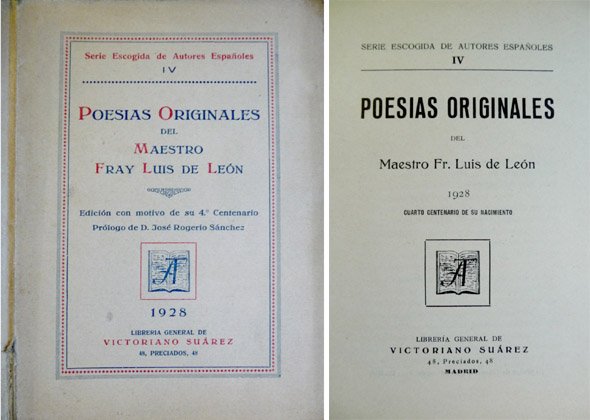 Serie Escogida de Autores Españoles
IV
POESIAS ORIGINALES
DEL
MAESTRO
FRAY LUIS DE LEÓN
Edición con motivo de su 4.º Centenario
Prólogo de D. José Rogerio Sánchez
A
1928
LIBRERIA GENERAL DE
VICTORIANO SUÁREZ
48, PRECIADOS, 48
SERIE ESCOGIDA DE AUTORES ESPAÑOLES
IV
POESIAS ORIGINALES
DEL
Maestro Fr. Luis de León
1928
CUARTO CENTENARIO DE SU NACIMIENTO
A
LIBRERÍA GENERAL DE
VICTORIANO SUÁREZ
48, Preciados, 48
MADRID